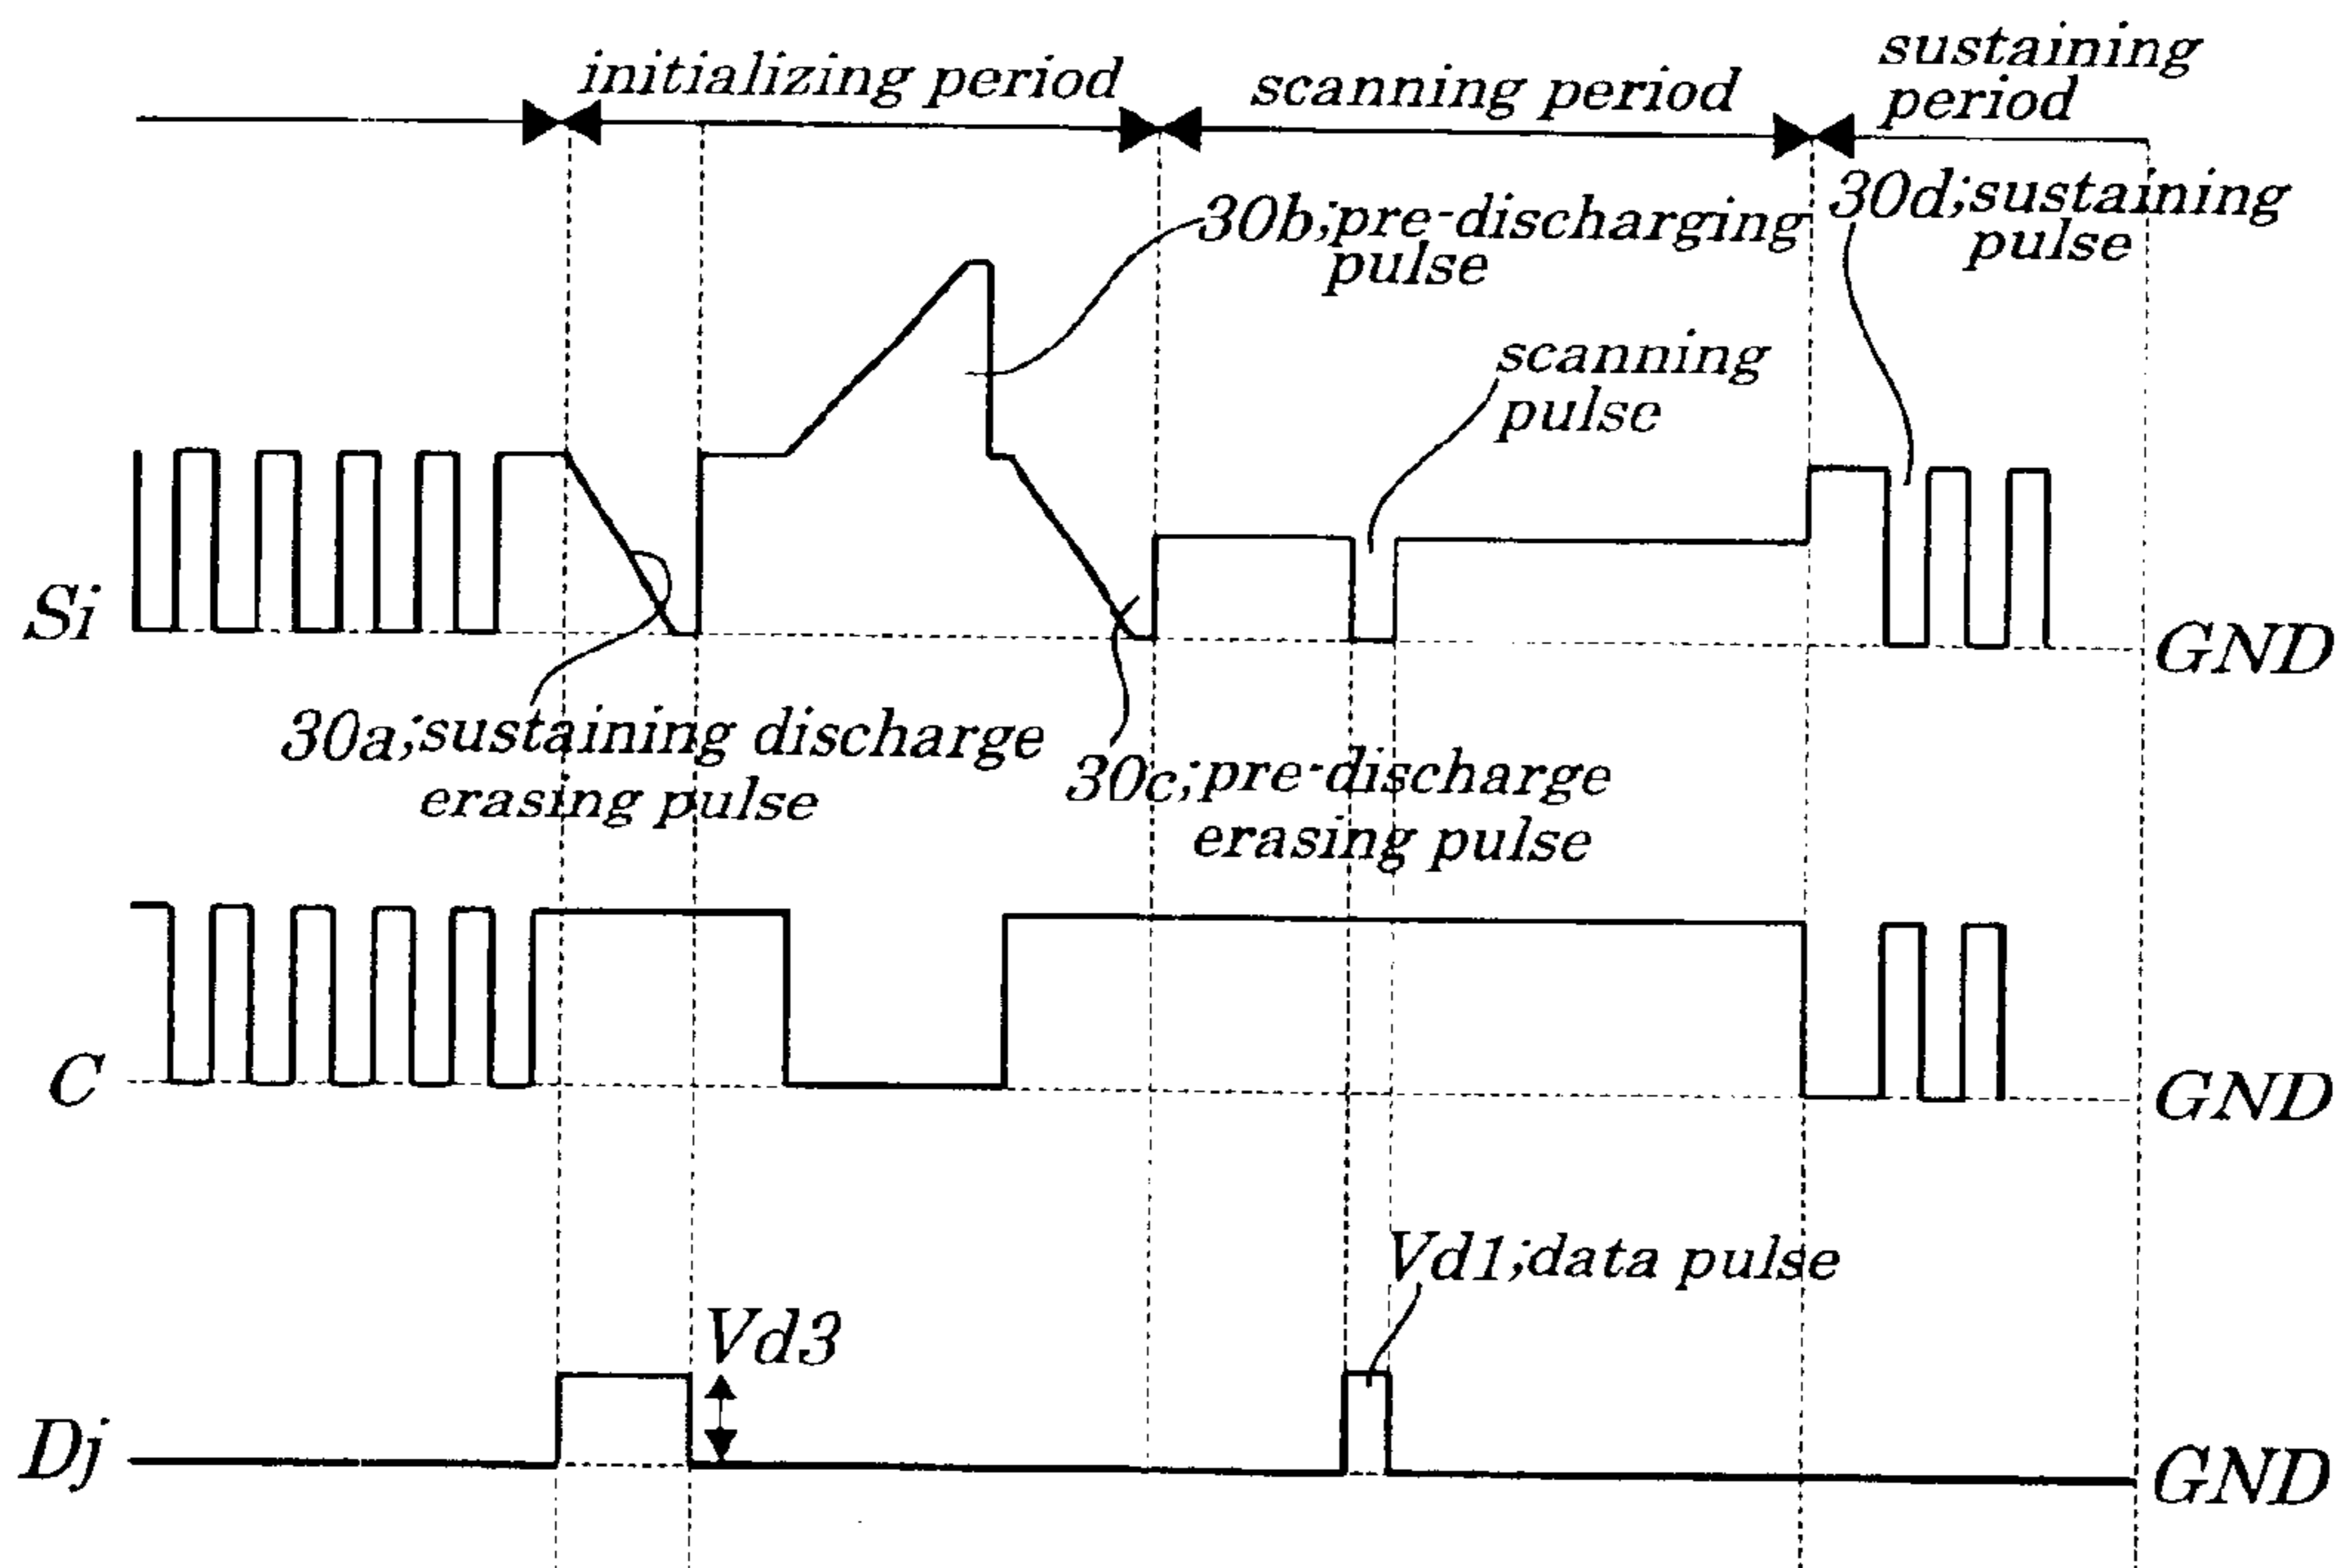 initializing period
scanning period
sustaining
period
30b;pre-discharging
pulse
30d;sustaining
pulse
scanning
pulse
Si
GND
30a;sustaining discharge
erasing pulse
30c;pre-discharge
erasing pulse
C
GND
Vd1;data pulse
Vd3
Dj
GND